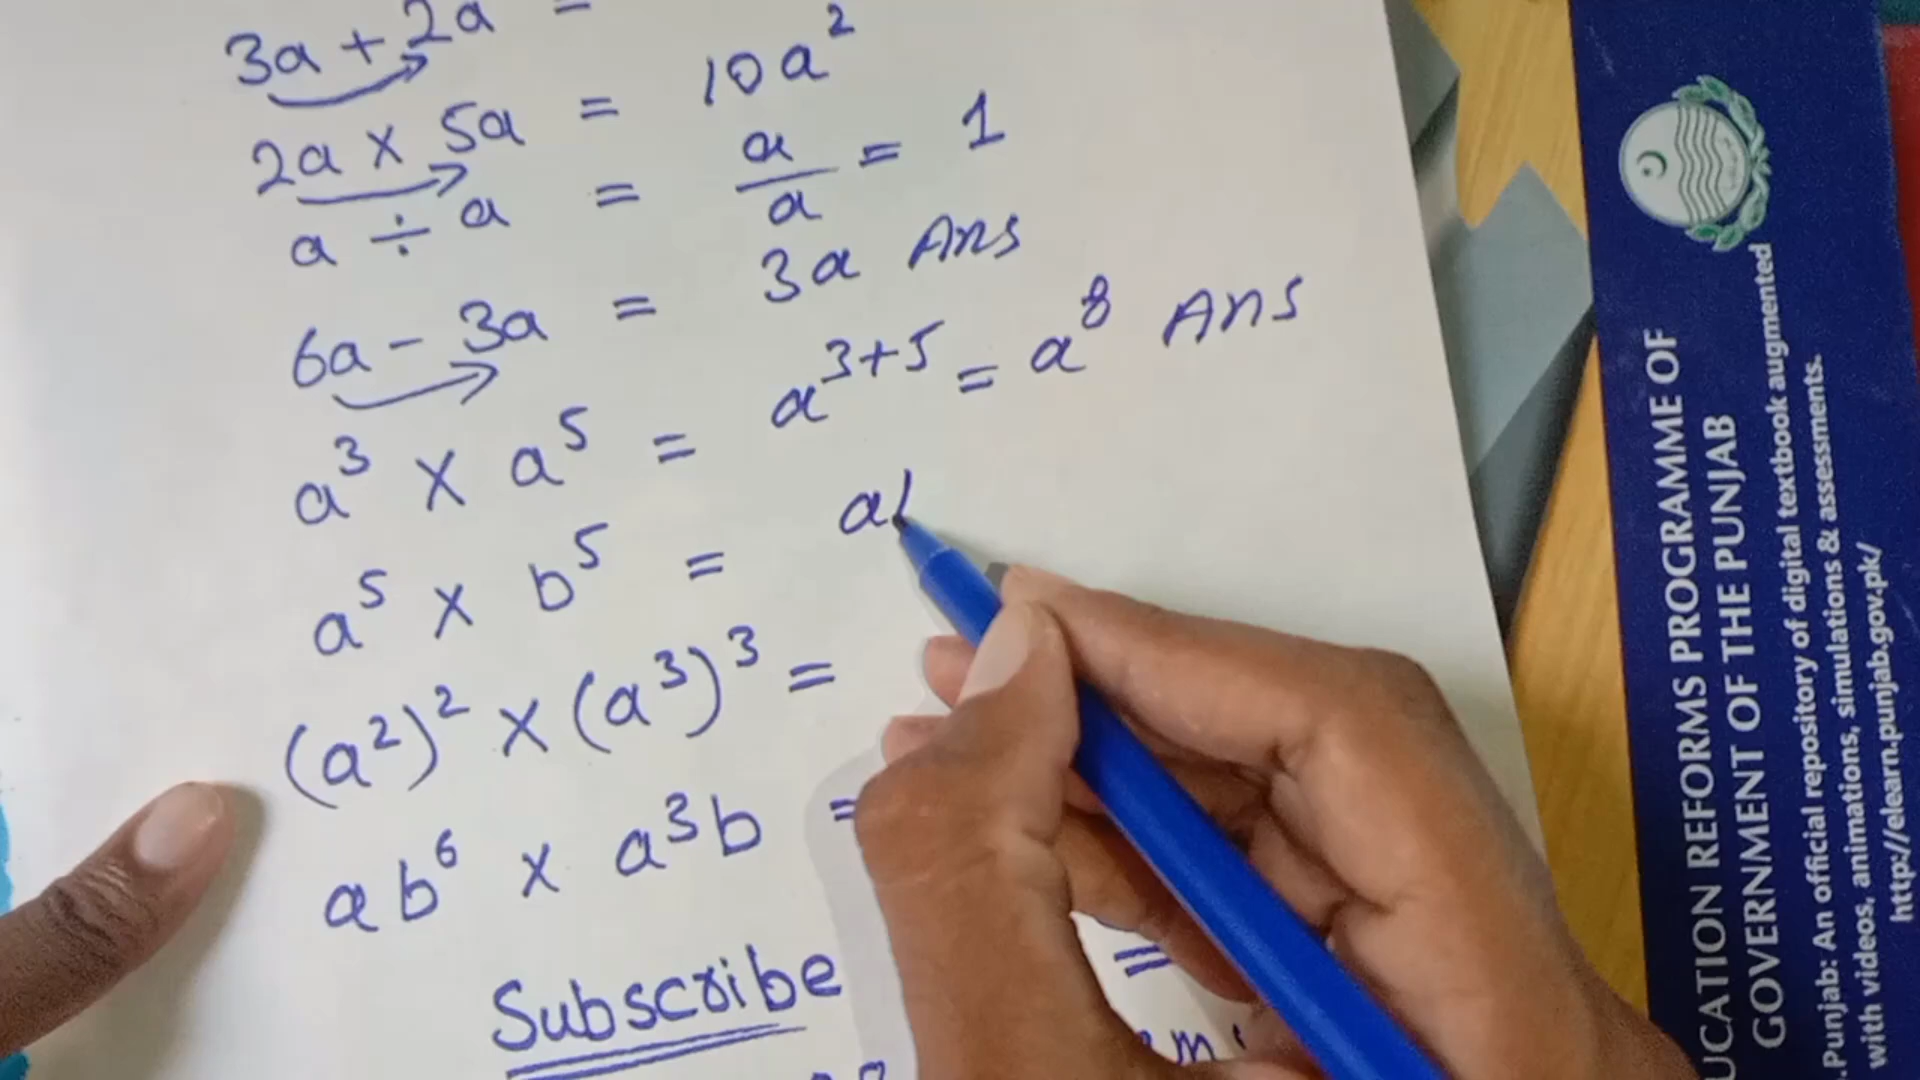 3a + 2a =
2a × 5a = 10a²
a ÷ a = a/a = 1
6a - 3a = 3a Ans
a³ × a⁵ = a³⁺⁵ = a⁸ Ans
a⁵ × b⁵ = a
(a²)² × (a³)³ =
ab⁶ × a³b =
=
Subscribe
UCATION REFORMS PROGRAMME OF
GOVERNMENT OF THE PUNJAB
.Punjab: An official repository of digital textbook augmented
with videos, animations, simulations & assessments.
http://elearn.punjab.gov.pk/